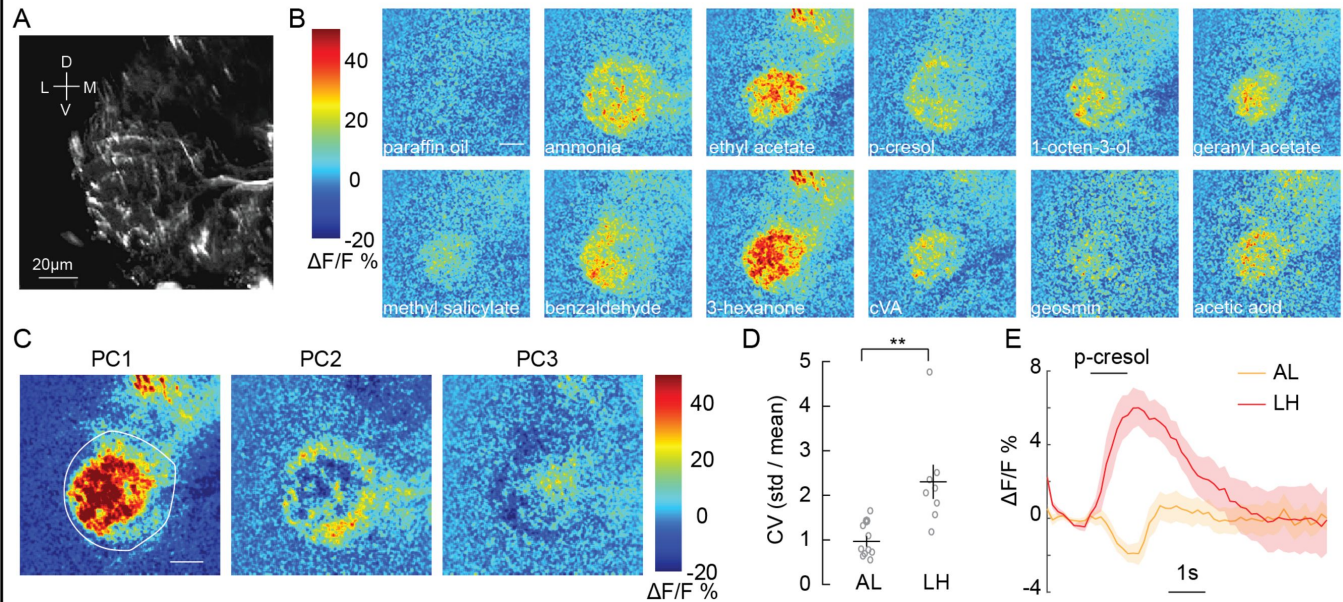 A
D
L M
V
20μm
B
40
20
0
-20
ΔF/F %
paraffin oil
ammonia
ethyl acetate
p-cresol
1-octen-3-ol
geranyl acetate
methyl salicylate
benzaldehyde
3-hexanone
cVA
geosmin
acetic acid
C
PC1
PC2
PC3
40
20
0
-20
ΔF/F %
D
**
CV (std / mean)
5
4
3
2
1
0
AL
LH
E
p-cresol
AL
LH
ΔF/F %
8
4
0
-4
1s